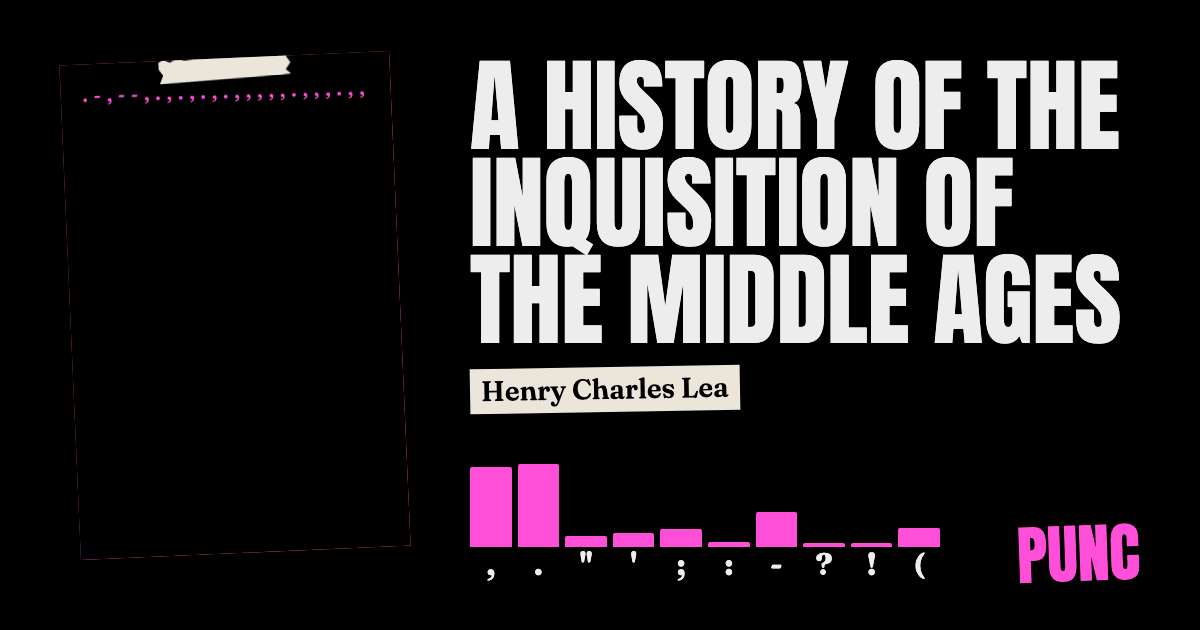 .-,--,.,.,.,.,,,,,.,,,.,,
A HISTORY OF THE
INQUISITION OF
THE MIDDLE AGES
Henry Charles Lea
, . " ' ; : - ? ! (
PUNC